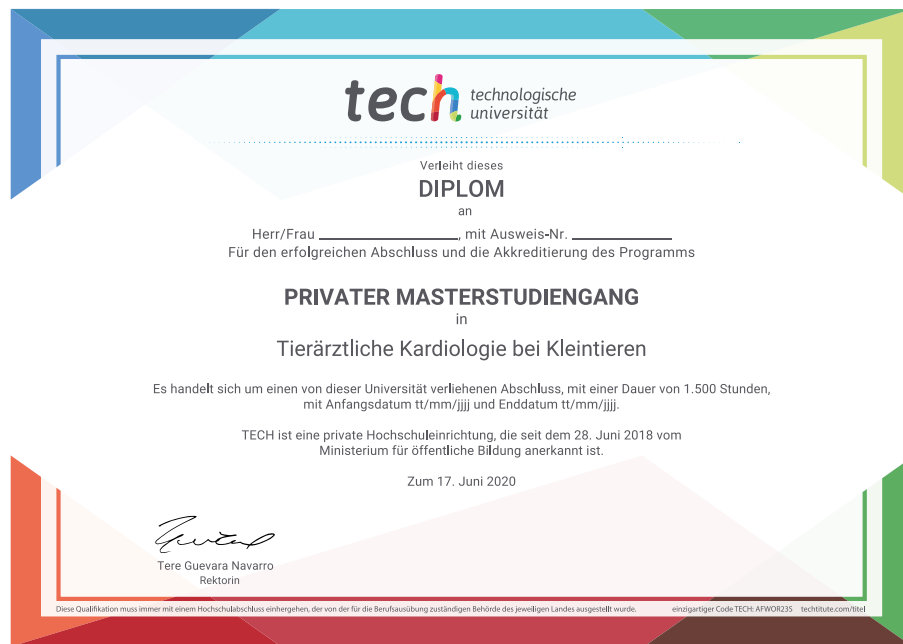 tech technologische
universität
Verleiht dieses
DIPLOM
an
Herr/Frau ____________________, mit Ausweis-Nr. ______________
Für den erfolgreichen Abschluss und die Akkreditierung des Programms
PRIVATER MASTERSTUDIENGANG
in
Tierärztliche Kardiologie bei Kleintieren
Es handelt sich um einen von dieser Universität verliehenen Abschluss, mit einer Dauer von 1.500 Stunden,
mit Anfangsdatum tt/mm/jjjj und Enddatum tt/mm/jjjj.
TECH ist eine private Hochschuleinrichtung, die seit dem 28. Juni 2018 vom
Ministerium für öffentliche Bildung anerkannt ist.
Zum 17. Juni 2020
Tere Guevara Navarro
Rektorin
Diese Qualifikation muss immer mit einem Hochschulabschluss einhergehen, der von der für die Berufsausübung zuständigen Behörde des jeweiligen Landes ausgestellt wurde. einzigartiger Code TECH: AFWOR23S techtitute.com/titel